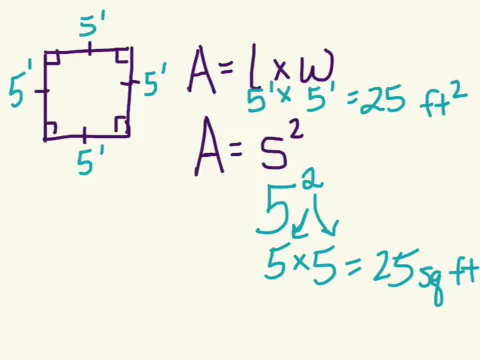 5'
5' 5'
5'
A = l × w
5' × 5' = 25 ft²
A = s²
5²
5 × 5 = 25 sq ft